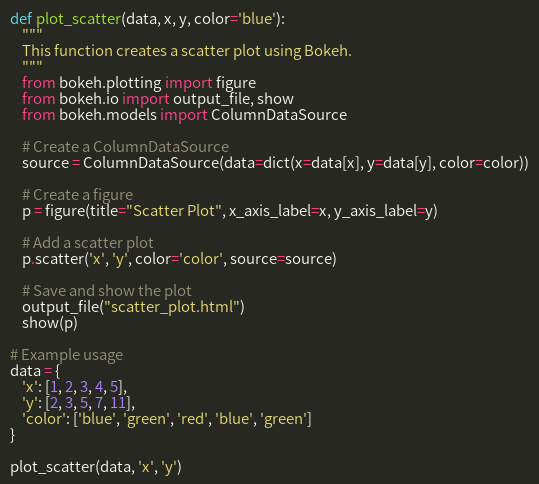 def plot_scatter(data, x, y, color='blue'):
    """
    This function creates a scatter plot using Bokeh.
    """
    from bokeh.plotting import figure
    from bokeh.io import output_file, show
    from bokeh.models import ColumnDataSource

    # Create a ColumnDataSource
    source = ColumnDataSource(data=dict(x=data[x], y=data[y], color=color))

    # Create a figure
    p = figure(title="Scatter Plot", x_axis_label=x, y_axis_label=y)

    # Add a scatter plot
    p.scatter('x', 'y', color='color', source=source)

    # Save and show the plot
    output_file("scatter_plot.html")
    show(p)

# Example usage
data = {
    'x': [1, 2, 3, 4, 5],
    'y': [2, 3, 5, 7, 11],
    'color': ['blue', 'green', 'red', 'blue', 'green']
}

plot_scatter(data, 'x', 'y')